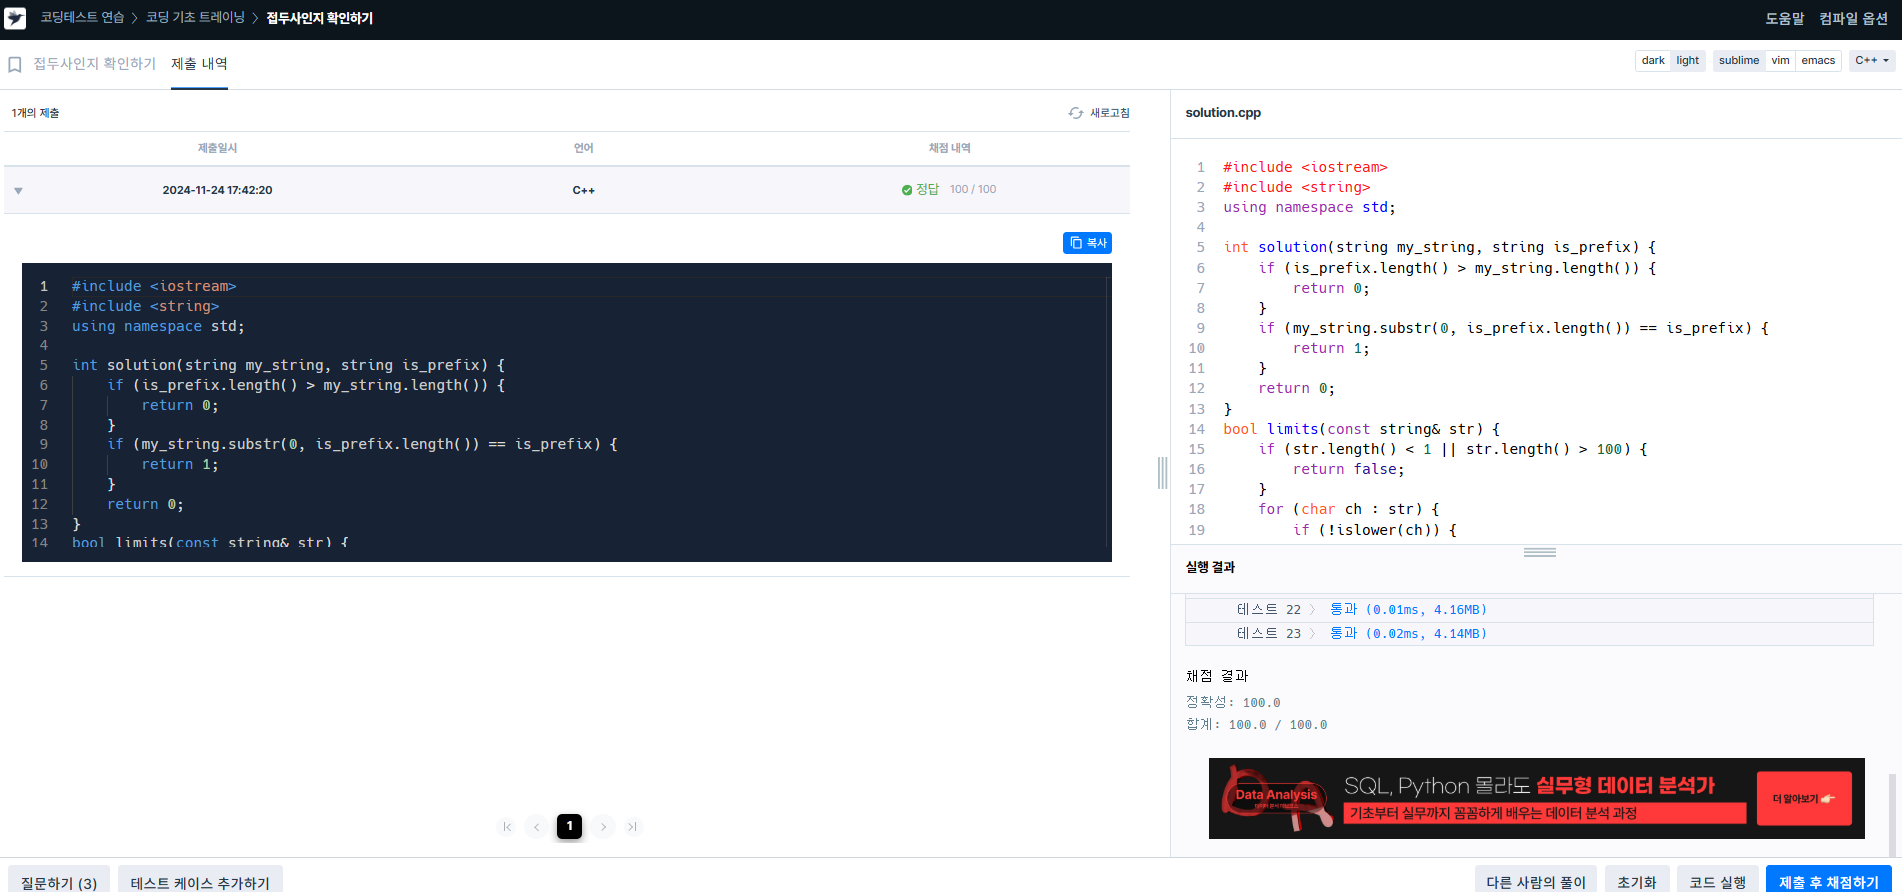 코딩테스트 연습 > 코딩 기초 트레이닝 > 접두사인지 확인하기
도움말 컴파일 옵션
접두사인지 확인하기 제출 내역
dark light sublime vim emacs C++
1개의 제출 새로고침
제출일시 언어 채점 내역
2024-11-24 17:42:20 C++ 정답 100 / 100
복사
1 #include <iostream>
2 #include <string>
3 using namespace std;
4
5 int solution(string my_string, string is_prefix) {
6 if (is_prefix.length() > my_string.length()) {
7 return 0;
8 }
9 if (my_string.substr(0, is_prefix.length()) == is_prefix) {
10 return 1;
11 }
12 return 0;
13 }
14 bool limits(const string& str) {
solution.cpp
1 #include <iostream>
2 #include <string>
3 using namespace std;
4
5 int solution(string my_string, string is_prefix) {
6 if (is_prefix.length() > my_string.length()) {
7 return 0;
8 }
9 if (my_string.substr(0, is_prefix.length()) == is_prefix) {
10 return 1;
11 }
12 return 0;
13 }
14 bool limits(const string& str) {
15 if (str.length() < 1 || str.length() > 100) {
16 return false;
17 }
18 for (char ch : str) {
19 if (!islower(ch)) {
실행 결과
테스트 22 > 통과 (0.01ms, 4.16MB)
테스트 23 > 통과 (0.02ms, 4.14MB)
채점 결과
정확성: 100.0
합계: 100.0 / 100.0
Data Analysis
SQL, Python 몰라도 실무형 데이터 분석가
기초부터 실무까지 꼼꼼하게 배우는 데이터 분석 과정
더 알아보기
1
질문하기 (3) 테스트 케이스 추가하기
다른 사람의 풀이 초기화 코드 실행 제출 후 채점하기